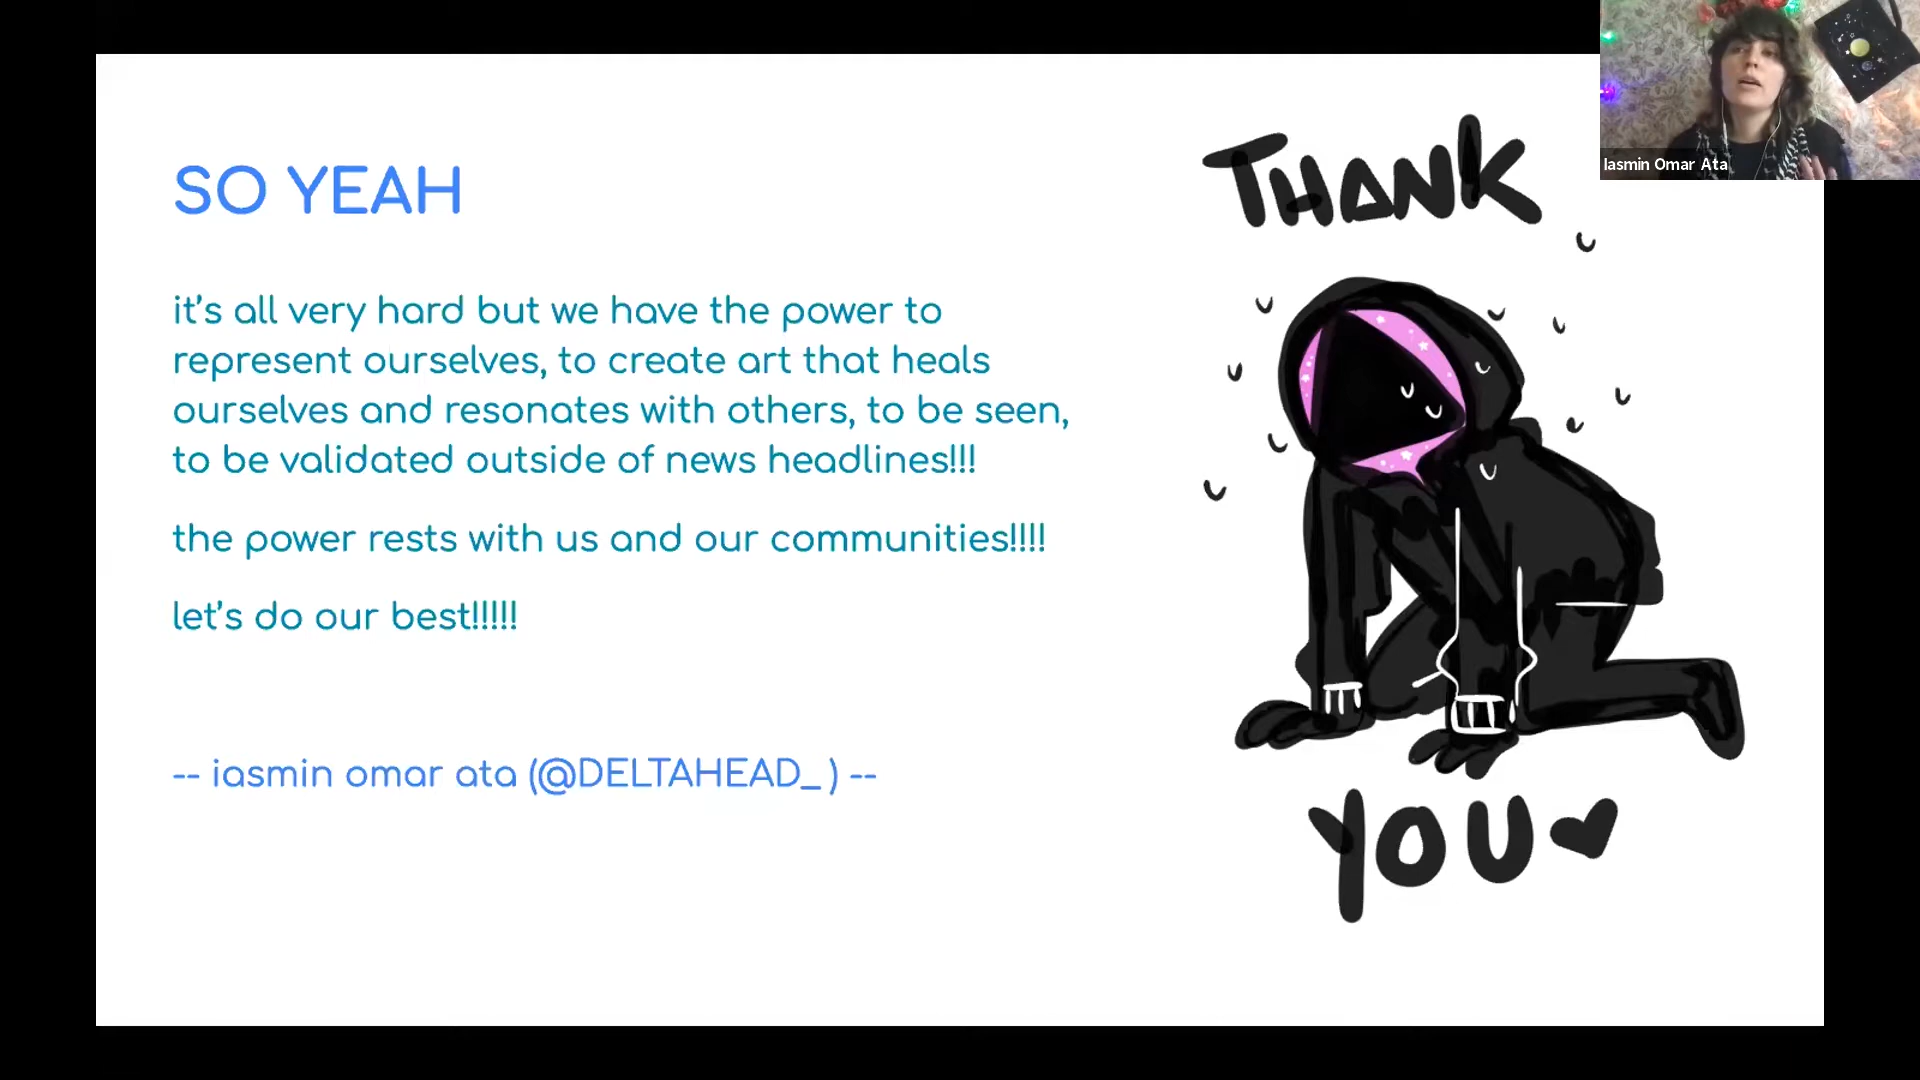 SO YEAH
it's all very hard but we have the power to
represent ourselves, to create art that heals
ourselves and resonates with others, to be seen,
to be validated outside of news headlines!!!
the power rests with us and our communities!!!!
let's do our best!!!!!
-- iasmin omar ata (@DELTAHEAD_) --
THANK
YOU
Iasmin Omar Ata